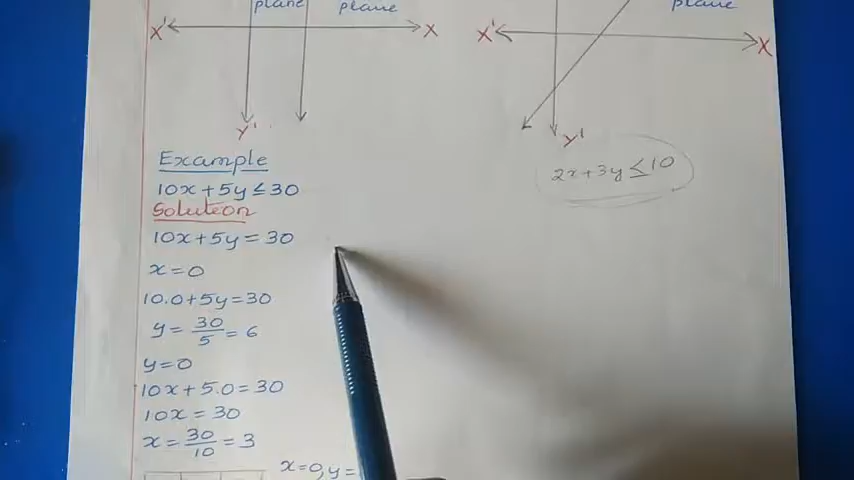 plane plane
X' X
Y'
plane
X' X
Y'
2x+3y≤10
Example
10x+5y≤30
Solution
10x+5y=30
x=0
10.0+5y=30
y=30/5=6
y=0
10x+5.0=30
10x=30
x=30/10=3
x=0,y=